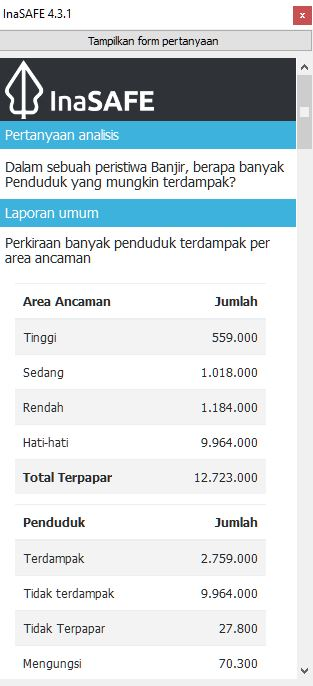 InaSAFE 4.3.1
x
Tampilkan form pertanyaan
InaSAFE
Pertanyaan analisis
Dalam sebuah peristiwa Banjir, berapa banyak
Penduduk yang mungkin terdampak?
Laporan umum
Perkiraan banyak penduduk terdampak per
area ancaman
Area Ancaman Jumlah
Tinggi 559.000
Sedang 1.018.000
Rendah 1.184.000
Hati-hati 9.964.000
Total Terpapar 12.723.000
Penduduk Jumlah
Terdampak 2.759.000
Tidak terdampak 9.964.000
Tidak Terpapar 27.800
Mengungsi 70.300